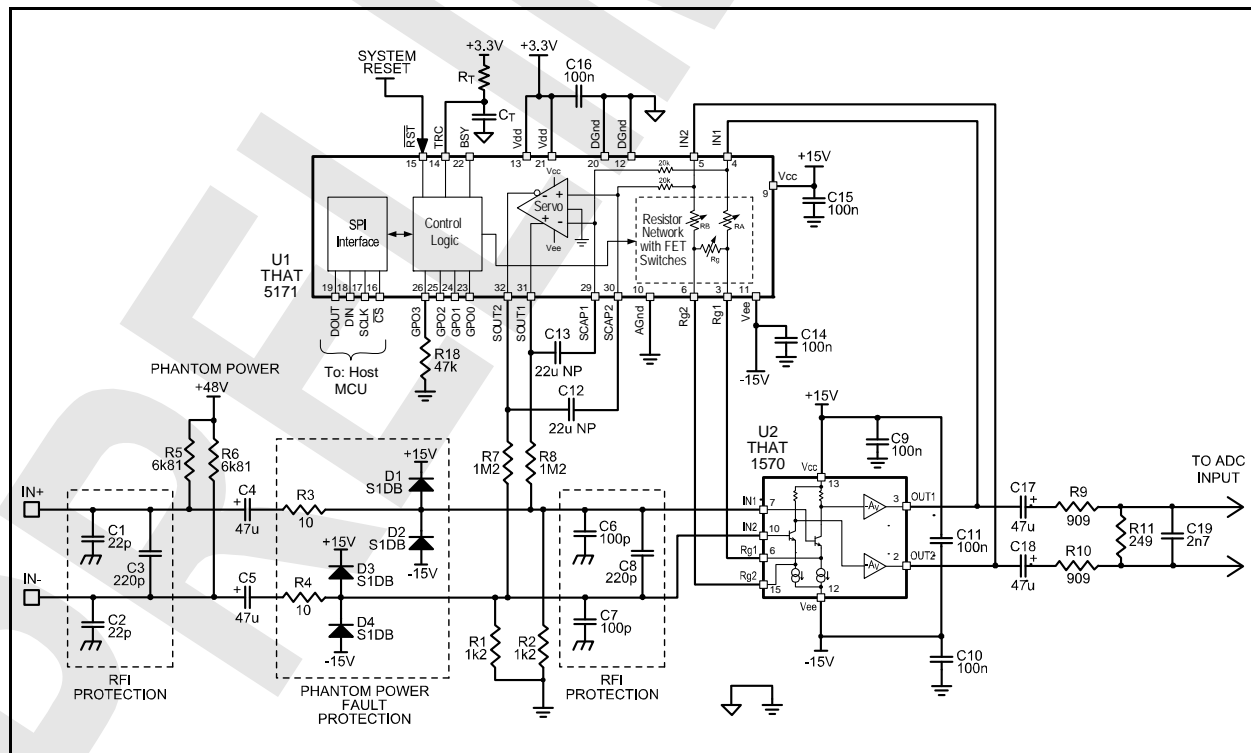 SYSTEM
RESET
+3.3V
RT
CT
+3.3V
C16
100n
RST
TRC
BSY
Vdd
Vdd
DGnd
DGnd
IN2
IN1
15
14
22
13
21
20
12
5
4
+15V
Vcc
9
C15
100n
20k
20k
Vcc
Servo
Vee
SPI
Interface
Control
Logic
Resistor
Network
with FET
Switches
RB
RA
Rg
U1
THAT
5171
19
18
17
16
26
25
24
23
32
31
29
30
10
6
3
11
DOUT
DIN
SCLK
CS
GPO3
GPO2
GPO1
GPO0
SOUT2
SOUT1
SCAP1
SCAP2
AGnd
Rg2
Rg1
Vee
To: Host
MCU
R18
47k
C13
22u NP
C12
22u NP
C14
100n
-15V
PHANTOM POWER
+48V
R5
6k81
R6
6k81
R7
1M2
R8
1M2
+15V
D1
S1DB
D2
S1DB
-15V
+15V
D3
S1DB
D4
S1DB
-15V
IN+
IN-
C1
22p
C3
220p
C2
22p
C4
+
47u
C5
+
47u
R3
10
R4
10
R1
1k2
R2
1k2
C6
100p
C8
220p
C7
100p
RFI
PROTECTION
PHANTOM POWER
FAULT
PROTECTION
RFI
PROTECTION
+15V
C9
100n
U2
THAT
1570
Vcc
13
IN1
7
IN2
10
Rg1
6
Rg2
15
-AV
-AV
3
OUT1
2
OUT2
12
Vee
-15V
C11
100n
C10
100n
C17
+
47u
C18
+
47u
R9
909
R10
909
R11
249
C19
2n7
TO ADC
INPUT
PRELIM